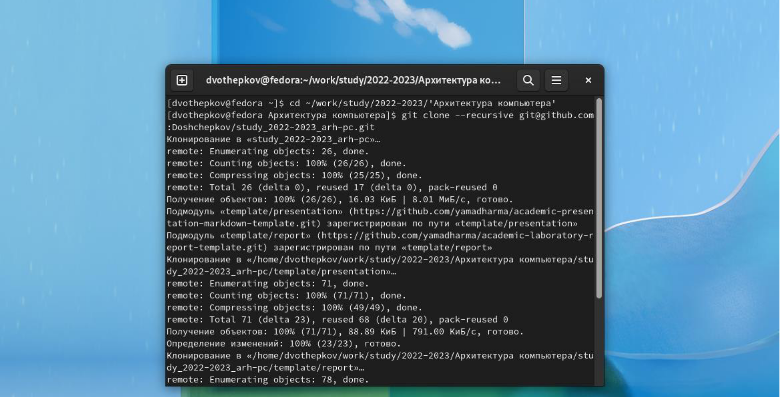 dvothepkov@fedora:~/work/study/2022-2023/Архитектура ко...
[dvothepkov@fedora ~]$ cd ~/work/study/2022-2023/'Архитектура компьютера'
[dvothepkov@fedora Архитектура компьютера]$ git clone --recursive git@github.com
:Doshchepkov/study_2022-2023_arh-pc.git
Клонирование в «study_2022-2023_arh-pc»…
remote: Enumerating objects: 26, done.
remote: Counting objects: 100% (26/26), done.
remote: Compressing objects: 100% (25/25), done.
remote: Total 26 (delta 0), reused 17 (delta 0), pack-reused 0
Получение объектов: 100% (26/26), 16.03 КиБ | 8.01 МиБ/с, готово.
Подмодуль «template/presentation» (https://github.com/yamadharma/academic-presen
tation-markdown-template.git) зарегистрирован по пути «template/presentation»
Подмодуль «template/report» (https://github.com/yamadharma/academic-laboratory-r
eport-template.git) зарегистрирован по пути «template/report»
Клонирование в «/home/dvothepkov/work/study/2022-2023/Архитектура компьютера/stu
dy_2022-2023_arh-pc/template/presentation»…
remote: Enumerating objects: 71, done.
remote: Counting objects: 100% (71/71), done.
remote: Compressing objects: 100% (49/49), done.
remote: Total 71 (delta 23), reused 68 (delta 20), pack-reused 0
Получение объектов: 100% (71/71), 88.89 КиБ | 791.00 КиБ/с, готово.
Определение изменений: 100% (23/23), готово.
Клонирование в «/home/dvothepkov/work/study/2022-2023/Архитектура компьютера/stu
dy_2022-2023_arh-pc/template/report»…
remote: Enumerating objects: 78, done.